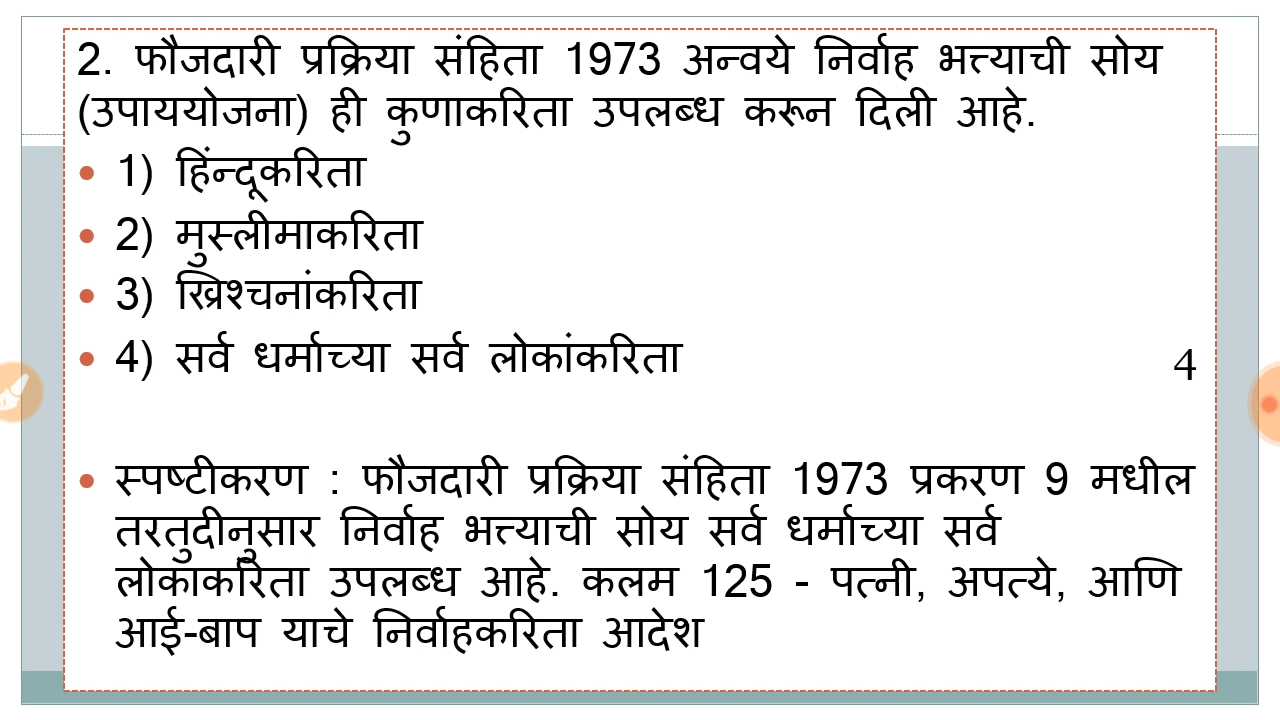 2. फौजदारी प्रक्रिया संहिता 1973 अन्वये निर्वाह भत्त्याची सोय
(उपाययोजना) ही कुणाकरिता उपलब्ध करून दिली आहे.
• 1) हिंन्दूकरिता
• 2) मुस्लीमाकरिता
• 3) ख्रिश्चनांकरिता
• 4) सर्व धर्माच्या सर्व लोकांकरिता 4
• स्पष्टीकरण : फौजदारी प्रक्रिया संहिता 1973 प्रकरण 9 मधील
तरतुदीनुसार निर्वाह भत्त्याची सोय सर्व धर्माच्या सर्व
लोकाकरिता उपलब्ध आहे. कलम 125 - पत्नी, अपत्ये, आणि
आई-बाप याचे निर्वाहकरिता आदेश